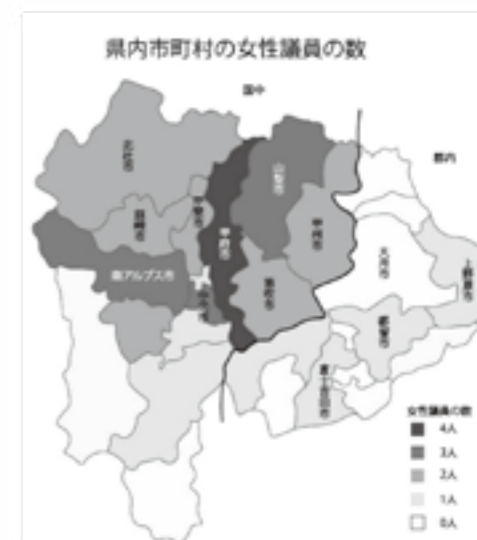 県内市町村の女性議員の数
国中
郡内
北杜市
韮崎市
甲斐市
甲府市
山梨市
甲州市
笛吹市
南アルプス市
大月市
上野原市
都留市
富士吉田市
女性議員の数
4人
3人
2人
1人
0人